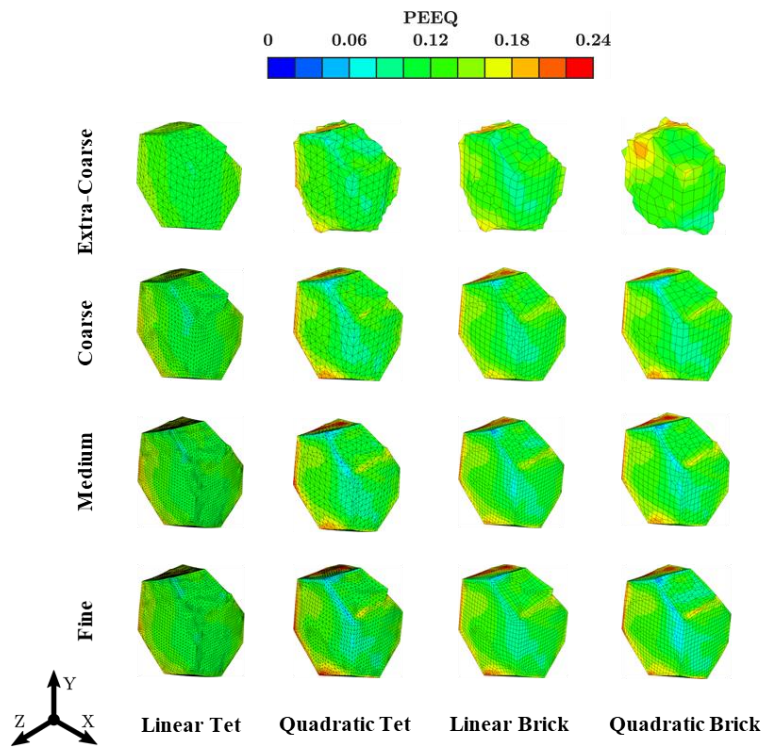 PEEQ
0 0.06 0.12 0.18 0.24
Extra-Coarse
Coarse
Medium
Fine
Y
Z X
Linear Tet Quadratic Tet Linear Brick Quadratic Brick